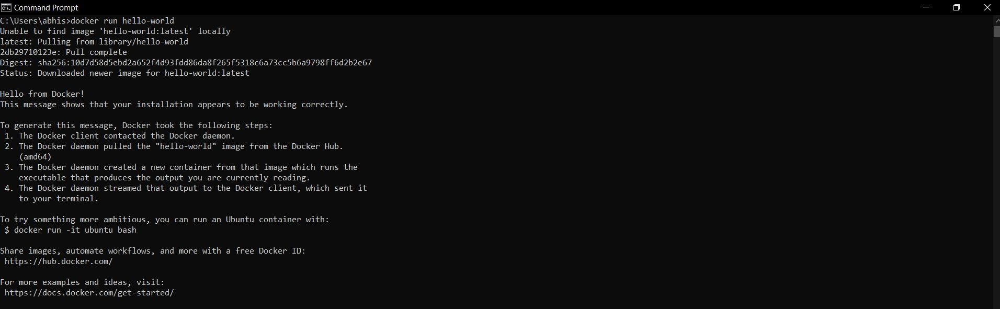 Command Prompt
C:\Users\abhis>docker run hello-world
Unable to find image 'hello-world:latest' locally
latest: Pulling from library/hello-world
2db29710123e: Pull complete
Digest: sha256:10d7d58d5ebd2a652f4d93fdd86da8f265f5318c6a73cc5b6a9798ff6d2b2e67
Status: Downloaded newer image for hello-world:latest

Hello from Docker!
This message shows that your installation appears to be working correctly.

To generate this message, Docker took the following steps:
 1. The Docker client contacted the Docker daemon.
 2. The Docker daemon pulled the "hello-world" image from the Docker Hub.
    (amd64)
 3. The Docker daemon created a new container from that image which runs the
    executable that produces the output you are currently reading.
 4. The Docker daemon streamed that output to the Docker client, which sent it
    to your terminal.

To try something more ambitious, you can run an Ubuntu container with:
 $ docker run -it ubuntu bash

Share images, automate workflows, and more with a free Docker ID:
 https://hub.docker.com/

For more examples and ideas, visit:
 https://docs.docker.com/get-started/